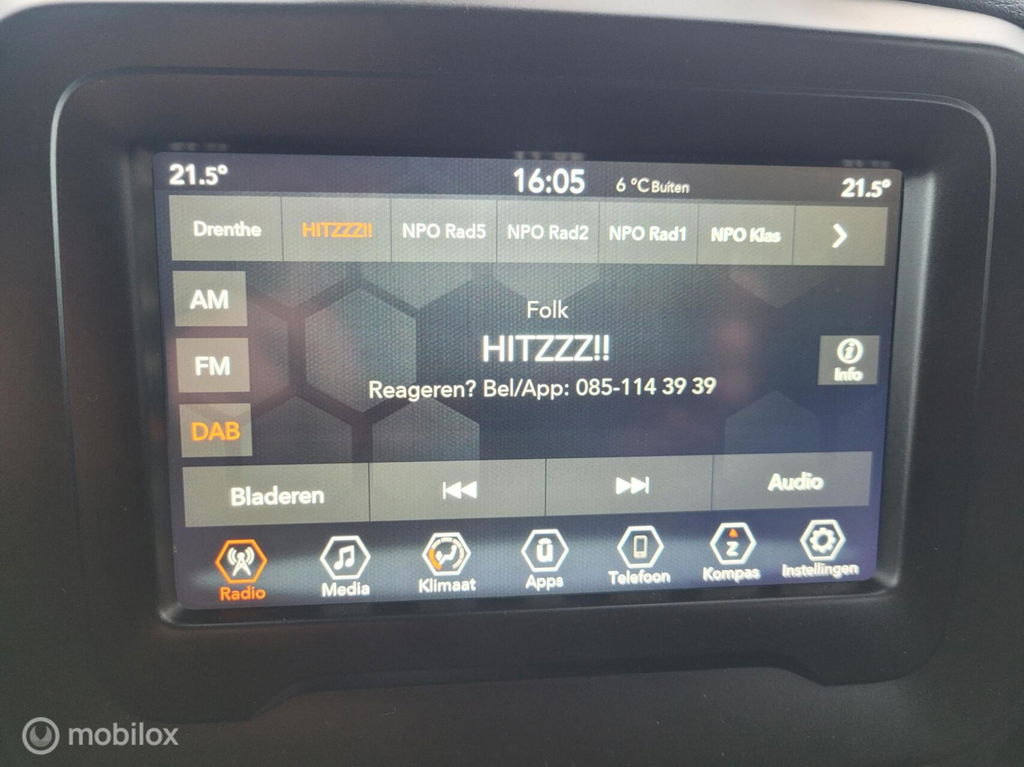 21.5° 16:05 6 °C Buiten 21.5°
Drenthe HITZZZ!! NPO Rad5 NPO Rad2 NPO Rad1 NPO Klas
AM
Folk
HITZZZ!!
FM
Info
Reageren? Bel/App: 085-114 39 39
DAB
Bladeren Audio
Z
Radio Media Klimaat Apps Telefoon Kompas Instellingen
mobilox